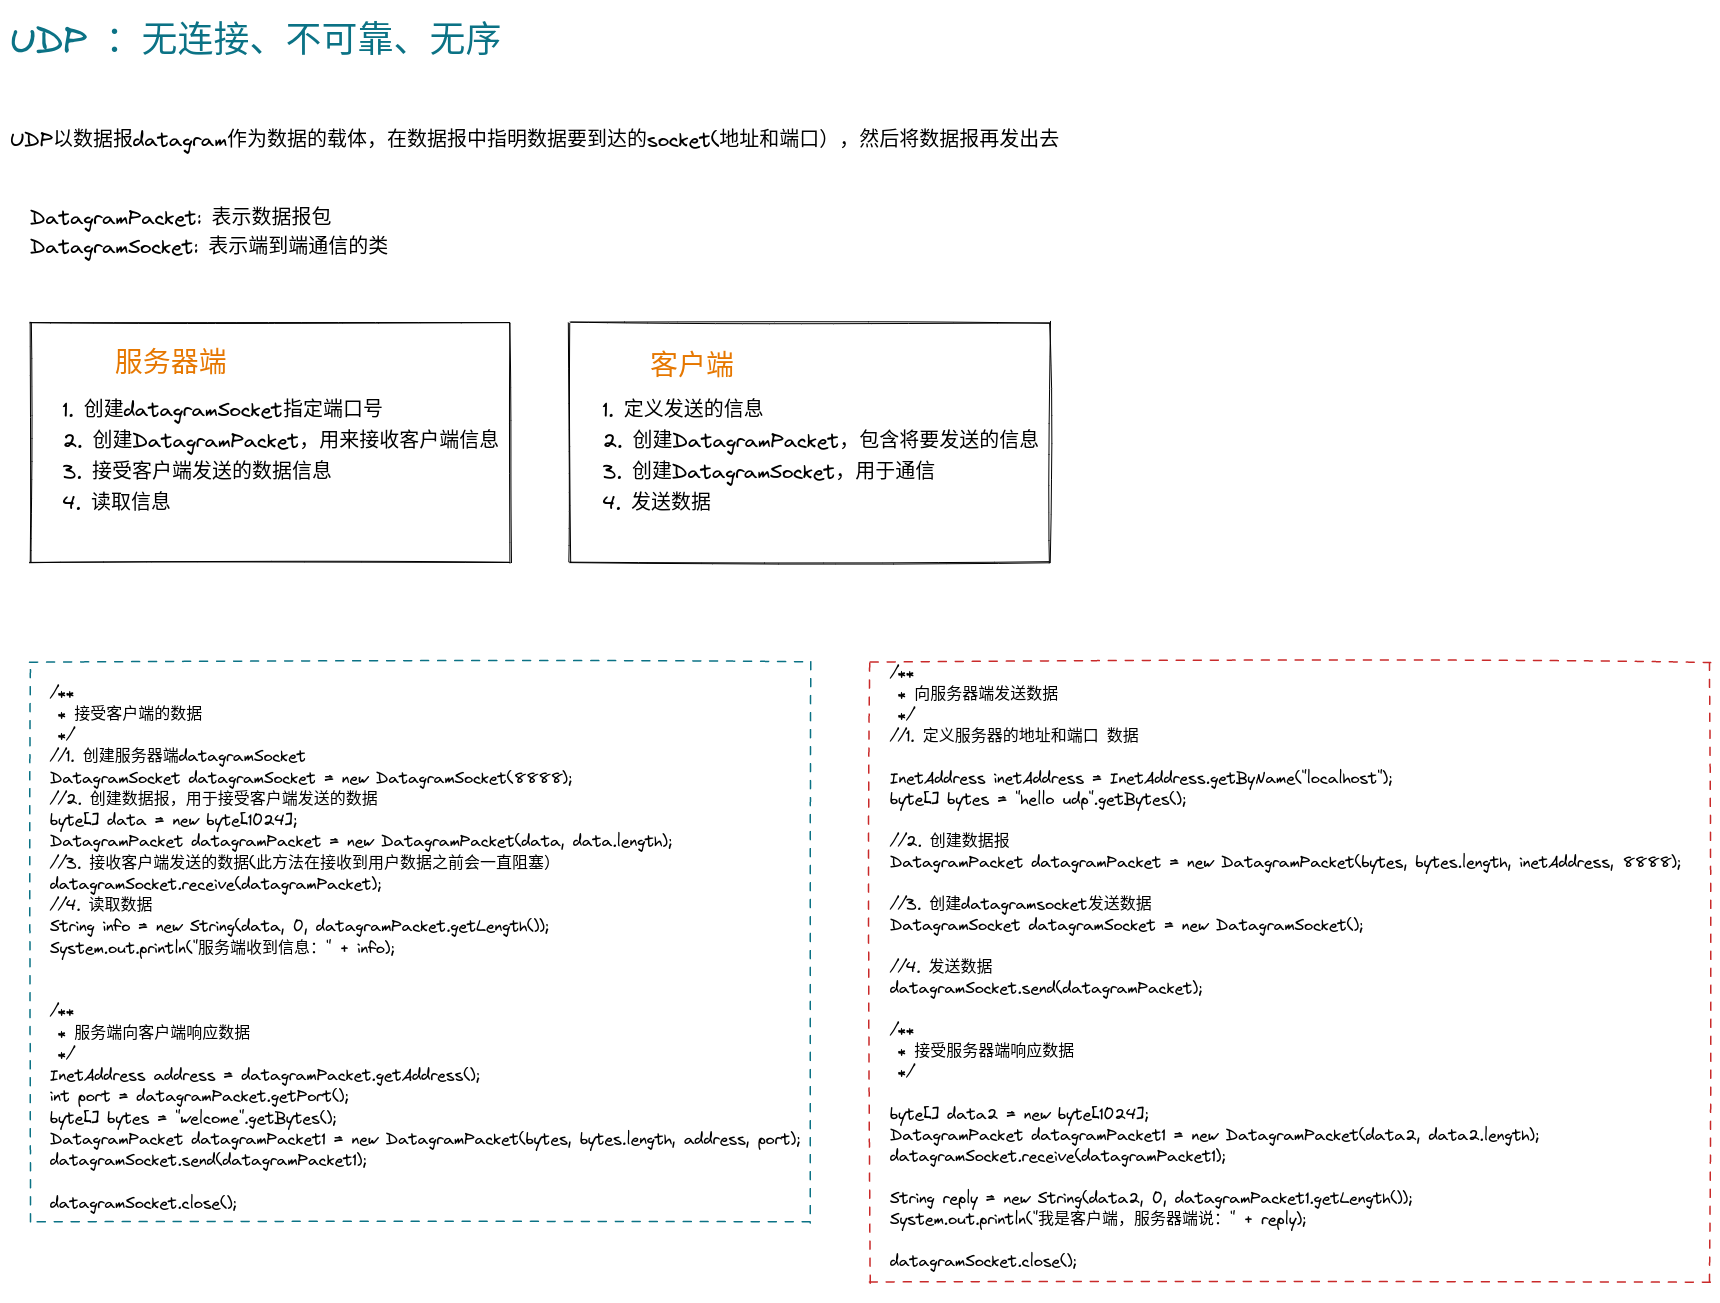 UDP ： 无连接、不可靠、无序
UDP以数据报datagram作为数据的载体，在数据报中指明数据要到达的socket(地址和端口），然后将数据报再发出去
DatagramPacket: 表示数据报包
DatagramSocket: 表示端到端通信的类
服务器端
1. 创建datagramSocket指定端口号
2. 创建DatagramPacket，用来接收客户端信息
3. 接受客户端发送的数据信息
4. 读取信息
客户端
1. 定义发送的信息
2. 创建DatagramPacket，包含将要发送的信息
3. 创建DatagramSocket，用于通信
4. 发送数据
/**
* 接受客户端的数据
*/
//1. 创建服务器端datagramSocket
DatagramSocket datagramSocket = new DatagramSocket(8888);
//2. 创建数据报，用于接受客户端发送的数据
byte[] data = new byte[1024];
DatagramPacket datagramPacket = new DatagramPacket(data, data.length);
//3. 接收客户端发送的数据(此方法在接收到用户数据之前会一直阻塞）
datagramSocket.receive(datagramPacket);
//4. 读取数据
String info = new String(data, 0, datagramPacket.getLength());
System.out.println("服务端收到信息：" + info);
/**
* 服务端向客户端响应数据
*/
InetAddress address = datagramPacket.getAddress();
int port = datagramPacket.getPort();
byte[] bytes = "welcome".getBytes();
DatagramPacket datagramPacket1 = new DatagramPacket(bytes, bytes.length, address, port);
datagramSocket.send(datagramPacket1);
datagramSocket.close();
/**
* 向服务器端发送数据
*/
//1. 定义服务器的地址和端口 数据
InetAddress inetAddress = InetAddress.getByName("localhost");
byte[] bytes = "hello udp".getBytes();
//2. 创建数据报
DatagramPacket datagramPacket = new DatagramPacket(bytes, bytes.length, inetAddress, 8888);
//3. 创建datagramsocket发送数据
DatagramSocket datagramSocket = new DatagramSocket();
//4. 发送数据
datagramSocket.send(datagramPacket);
/**
* 接受服务器端响应数据
*/
byte[] data2 = new byte[1024];
DatagramPacket datagramPacket1 = new DatagramPacket(data2, data2.length);
datagramSocket.receive(datagramPacket1);
String reply = new String(data2, 0, datagramPacket1.getLength());
System.out.println("我是客户端，服务器端说：" + reply);
datagramSocket.close();